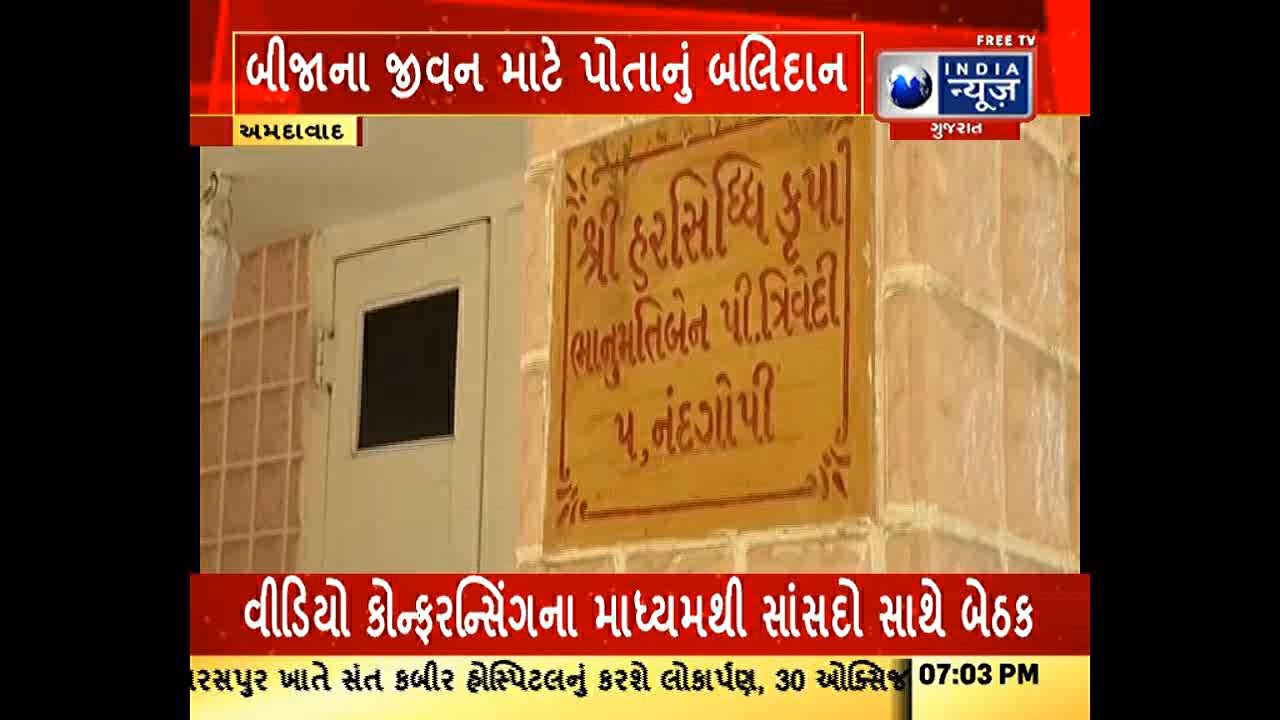 FREE TV
બીજાના જીવન માટે પોતાનું બલિદાન
INDIA
न्यूज़
ગુજરાત
અમદાવાદ
શ્રી હરસિધ્ધિ કૃપા
ભાનુમતિબેન પી.ત્રિવેદી
૫,નંદગોપી
વીડિયો કોન્ફરન્સિંગના માધ્યમથી સાંસદો સાથે બેઠક
રસપુર ખાતે સંત કબીર હોસ્પિટલનું કરશે લોકાર્પણ, 30 ઓક્સિજ
07:03 PM